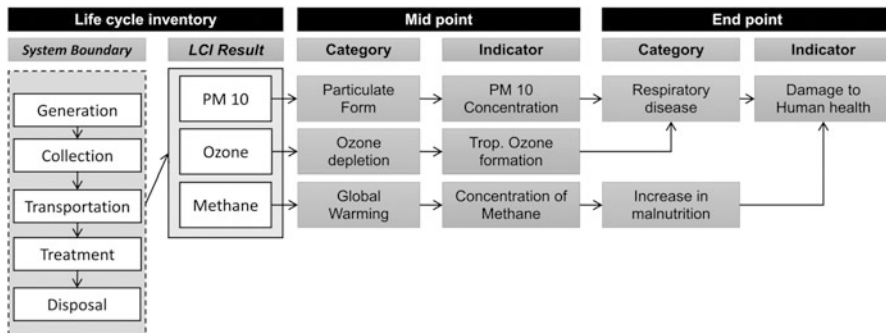 Life cycle inventory
Mid point
End point
System Boundary
LCI Result
Category
Indicator
Category
Indicator
Generation
Collection
Transportation
Treatment
Disposal
PM 10
Ozone
Methane
Particulate
Form
PM 10
Concentration
Respiratory
disease
Damage to
Human health
Ozone
depletion
Trop. Ozone
formation
Global
Warming
Concentration of
Methane
Increase in
malnutrition